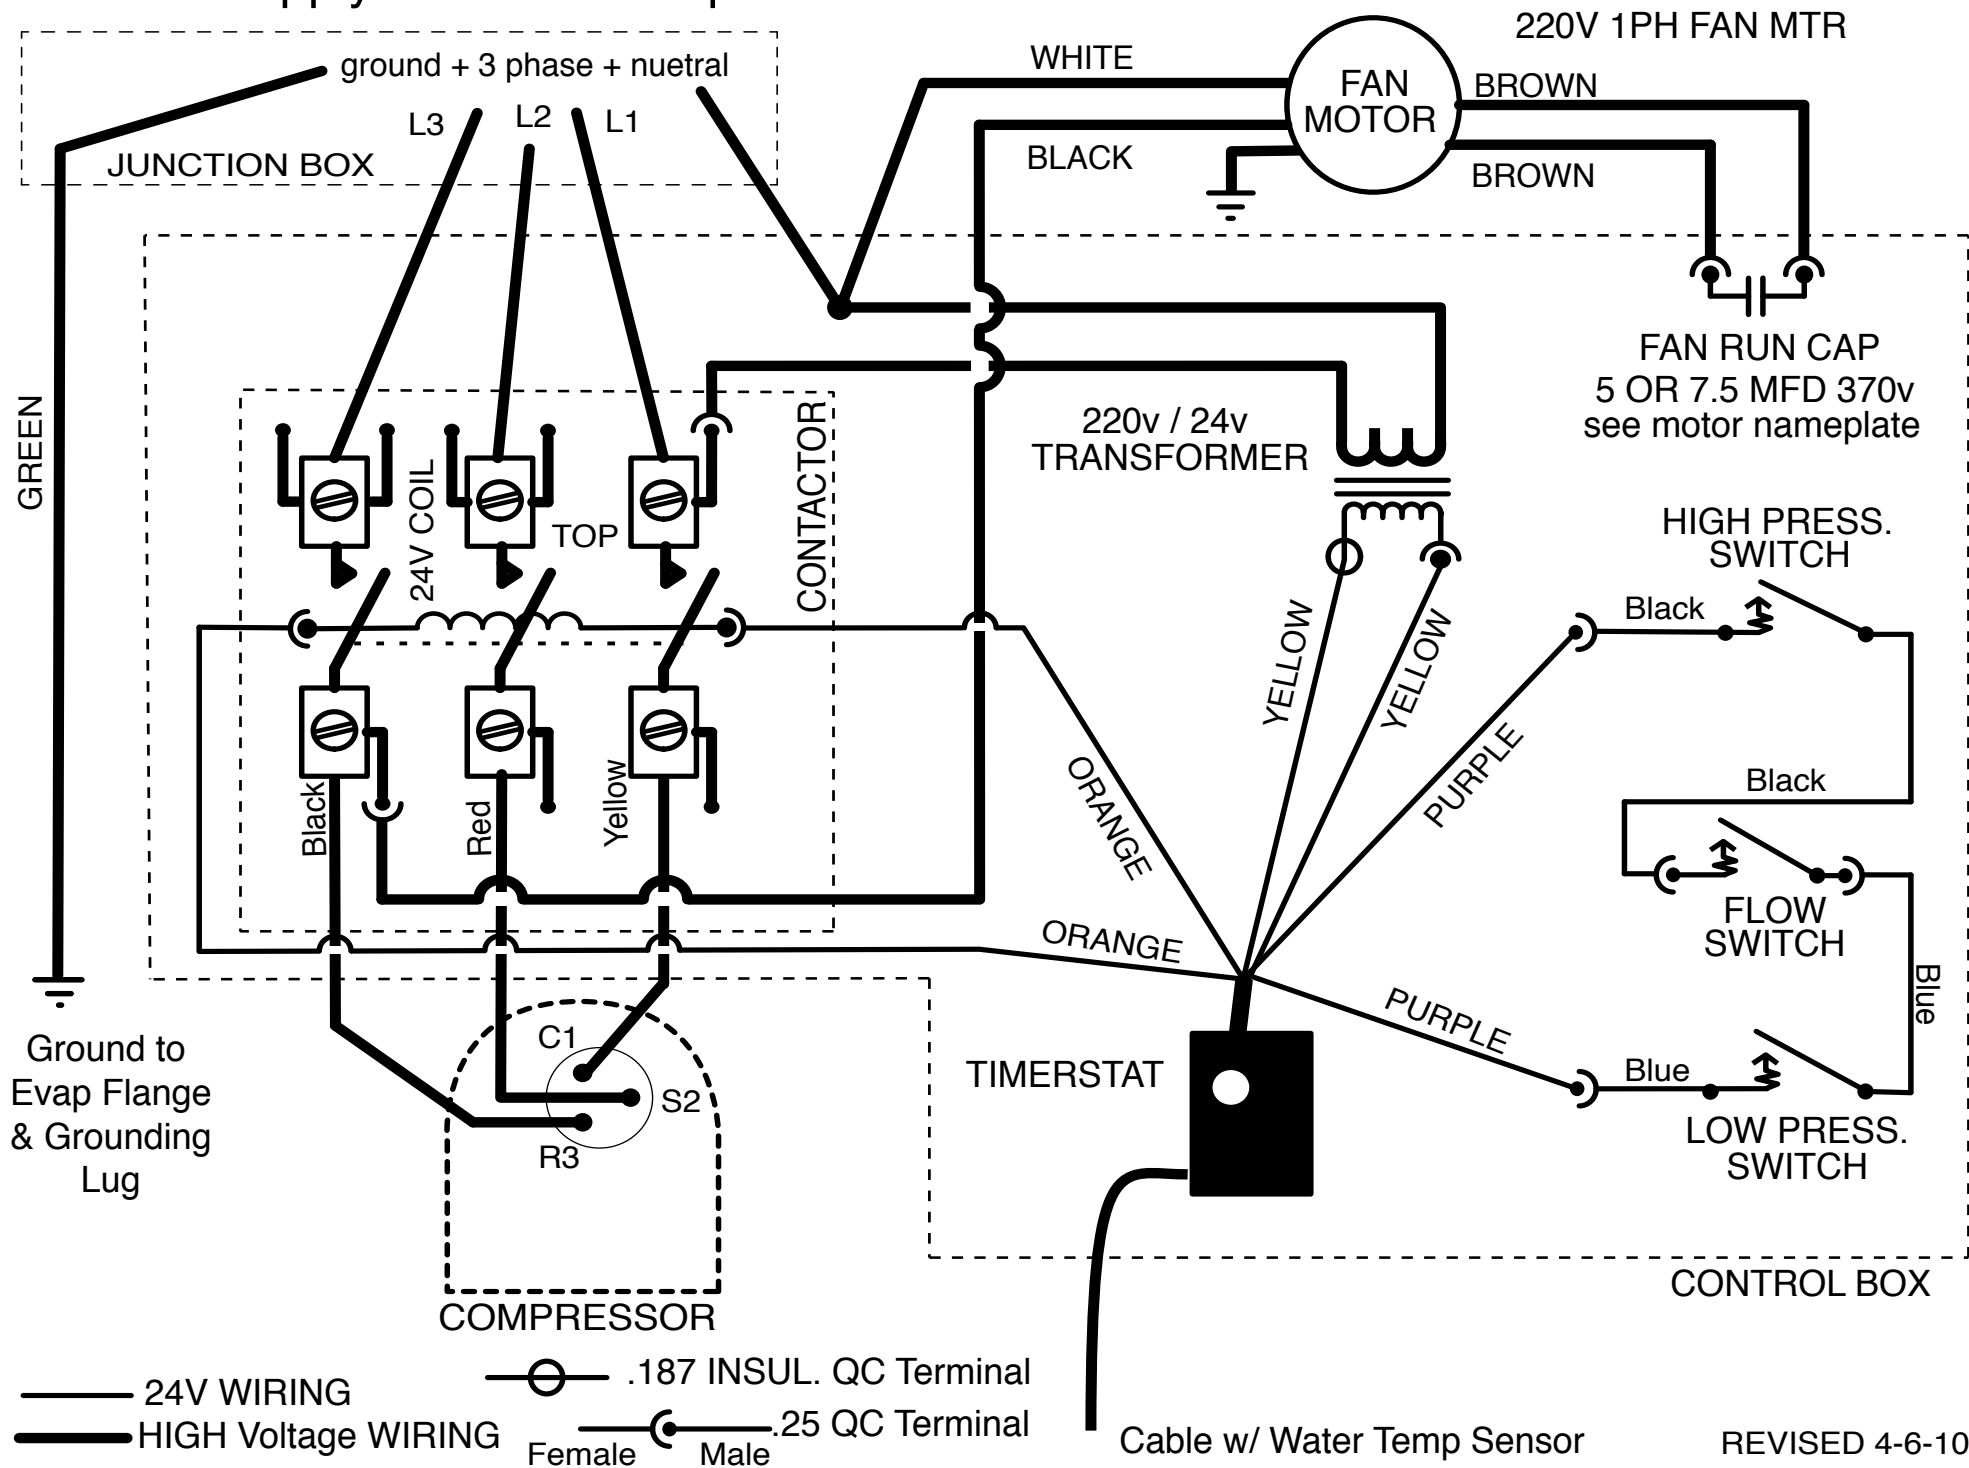 220V 1PH FAN MTR
ground + 3 phase + nuetral
WHITE
FAN
MOTOR
BROWN
L3
L2
L1
JUNCTION BOX
BLACK
BROWN
FAN RUN CAP
5 OR 7.5 MFD 370v
see motor nameplate
GREEN
24V COIL
TOP
CONTACTOR
220v / 24v
TRANSFORMER
HIGH PRESS.
SWITCH
Black
YELLOW
YELLOW
PURPLE
ORANGE
Black
Black
Red
Yellow
FLOW
SWITCH
ORANGE
Blue
PURPLE
Ground to
Evap Flange
& Grounding
Lug
C1
S2
R3
TIMERSTAT
Blue
LOW PRESS.
SWITCH
CONTROL BOX
COMPRESSOR
24V WIRING
HIGH Voltage WIRING
.187 INSUL. QC Terminal
.25 QC Terminal
Female
Male
Cable w/ Water Temp Sensor
REVISED 4-6-10